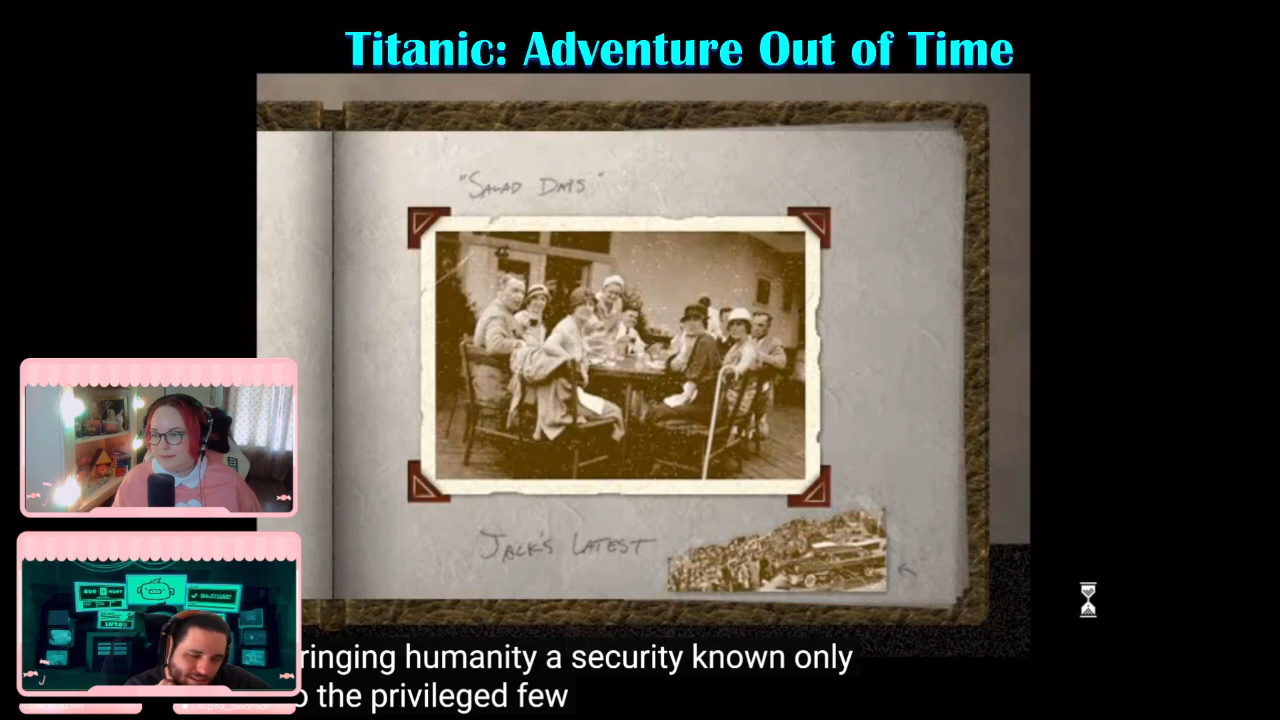 Titanic: Adventure Out of Time
"SALAD DAYS"
JACK'S LATEST
ringing humanity a security known only
o the privileged few